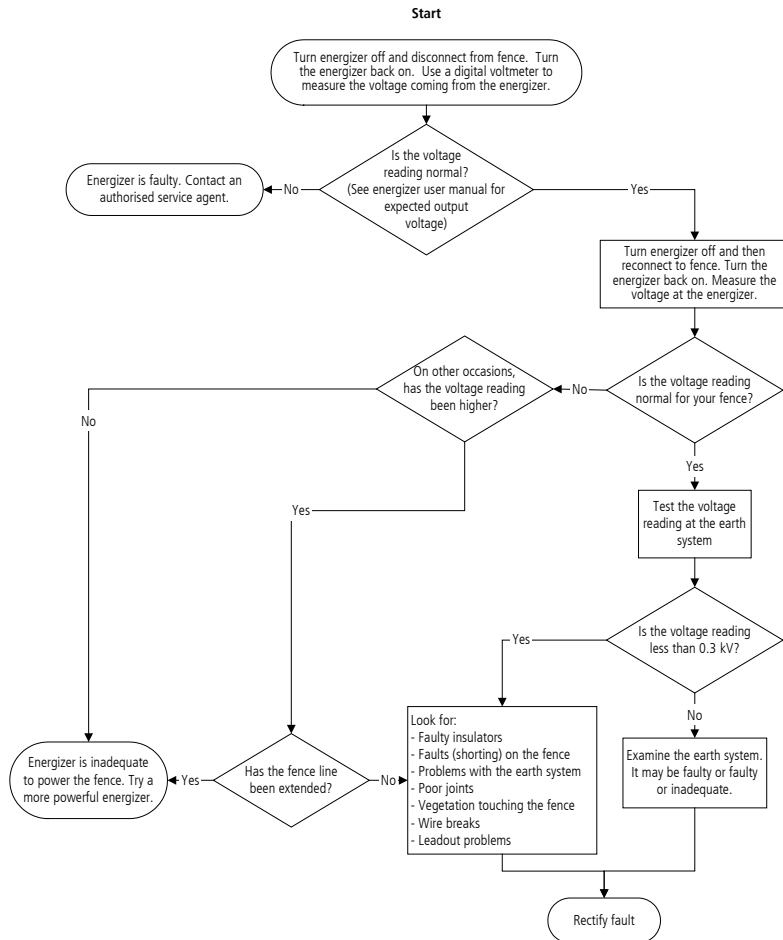 Start
Turn energizer off and disconnect from fence.  Turn
the energizer back on.  Use a digital voltmeter to
measure the voltage coming from the energizer.
Is the voltage
reading normal?
(See energizer user manual for
expected output
voltage)
No
Energizer is faulty. Contact an
authorised service agent.
Yes
Turn energizer off and then
reconnect to fence. Turn the
energizer back on. Measure the
voltage at the energizer.
Is the voltage reading
normal for your fence?
No
On other occasions,
has the voltage reading
been higher?
No
Yes
Yes
Test the voltage
reading at the earth
system
Is the voltage reading
less than 0.3 kV?
Yes
No
Look for:
- Faulty insulators
- Faults (shorting) on the fence
- Problems with the earth system
- Poor joints
- Vegetation touching the fence
- Wire breaks
- Leadout problems
Examine the earth system.
It may be faulty or faulty
or inadequate.
Has the fence line
been extended?
No
Yes
Energizer is inadequate
to power the fence. Try a
more powerful energizer.
Rectify fault